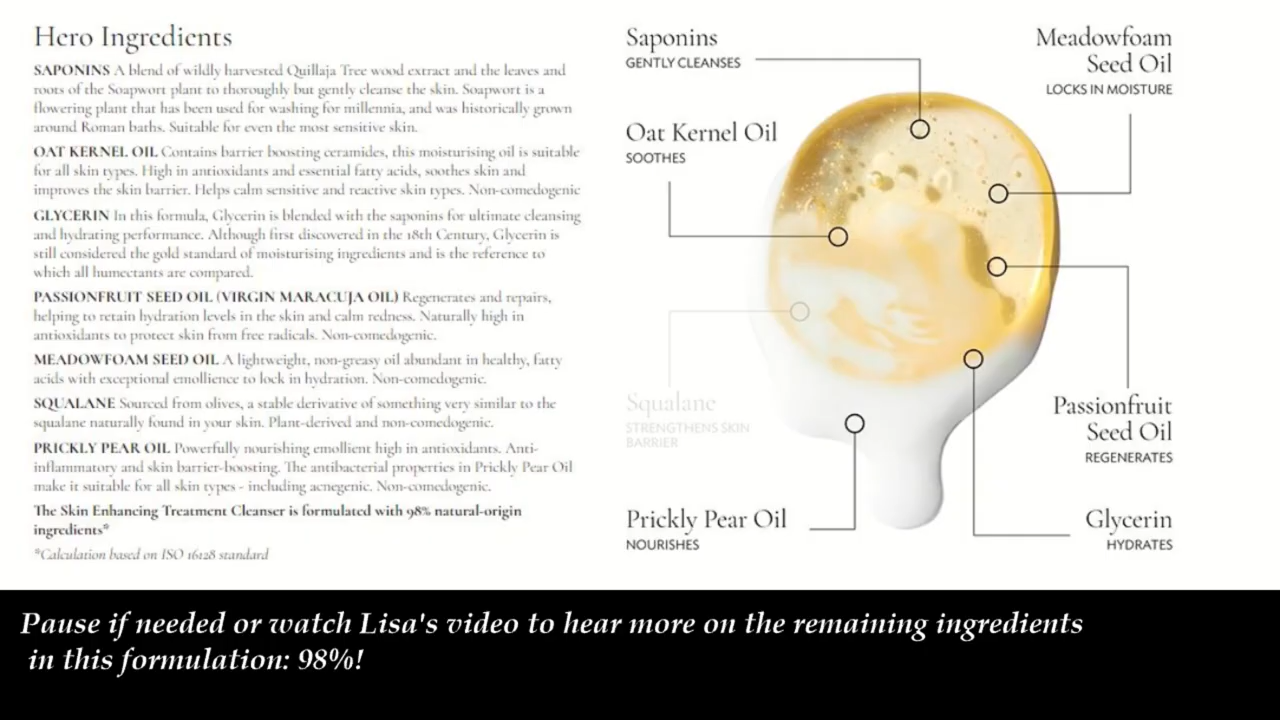 Hero Ingredients
SAPONINS A blend of wildly harvested Quillaja Tree wood extract and the leaves and
roots of the Soapwort plant to thoroughly but gently cleanse the skin. Soapwort is a
flowering plant that has been used for washing for millennia, and was historically grown
around Roman baths. Suitable for even the most sensitive skin.
OAT KERNEL OIL Contains barrier boosting ceramides, this moisturising oil is suitable
for all skin types. High in antioxidants and essential fatty acids, soothes skin and
improves the skin barrier. Helps calm sensitive and reactive skin types. Non-comedogenic
GLYCERIN In this formula, Glycerin is blended with the saponins for ultimate cleansing
and hydrating performance. Although first discovered in the 18th Century, Glycerin is
still considered the gold standard of moisturising ingredients and is the reference to
which all humectants are compared.
PASSIONFRUIT SEED OIL (VIRGIN MARACUJA OIL) Regenerates and repairs,
helping to retain hydration levels in the skin and calm redness. Naturally high in
antioxidants to protect skin from free radicals. Non-comedogenic.
MEADOWFOAM SEED OIL A lightweight, non-greasy oil abundant in healthy, fatty
acids with exceptional emollience to lock in hydration. Non-comedogenic.
SQUALANE Sourced from olives, a stable derivative of something very similar to the
squalane naturally found in your skin. Plant-derived and non-comedogenic.
PRICKLY PEAR OIL Powerfully nourishing emollient high in antioxidants. Anti-
inflammatory and skin barrier-boosting. The antibacterial properties in Prickly Pear Oil
make it suitable for all skin types - including acnegenic. Non-comedogenic.
The Skin Enhancing Treatment Cleanser is formulated with 98% natural-origin
ingredients*
*Calculation based on ISO 16128 standard
Saponins
GENTLY CLEANSES
Meadowfoam
Seed Oil
LOCKS IN MOISTURE
Oat Kernel Oil
SOOTHES
Squalane
STRENGTHENS SKIN
BARRIER
Passionfruit
Seed Oil
REGENERATES
Prickly Pear Oil
NOURISHES
Glycerin
HYDRATES
Pause if needed or watch Lisa's video to hear more on the remaining ingredients
in this formulation: 98%!